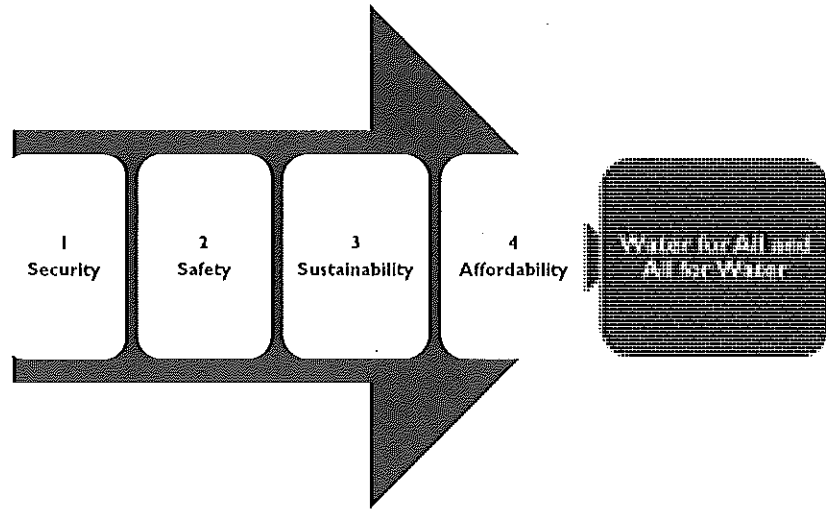 1
Security
2
Safety
3
Sustainability
4
Affordability
Water for All and
All for Water